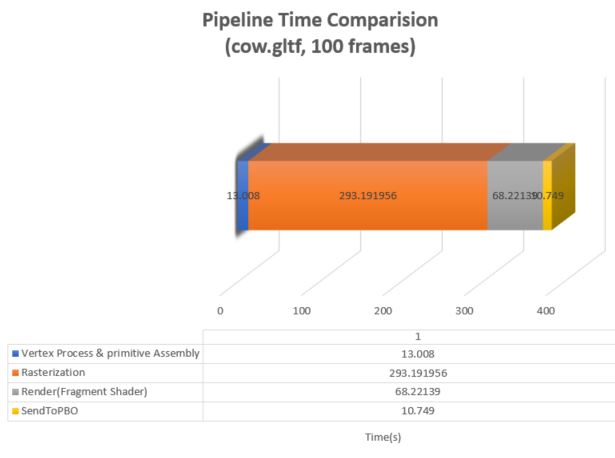 Pipeline Time Comparision
(cow.gltf, 100 frames)
13.008 293.191956 68.22139 10.749
0 100 200 300 400
1
Vertex Process & primitive Assembly 13.008
Rasterization 293.191956
Render(Fragment Shader) 68.22139
SendToPBO 10.749
Time(s)